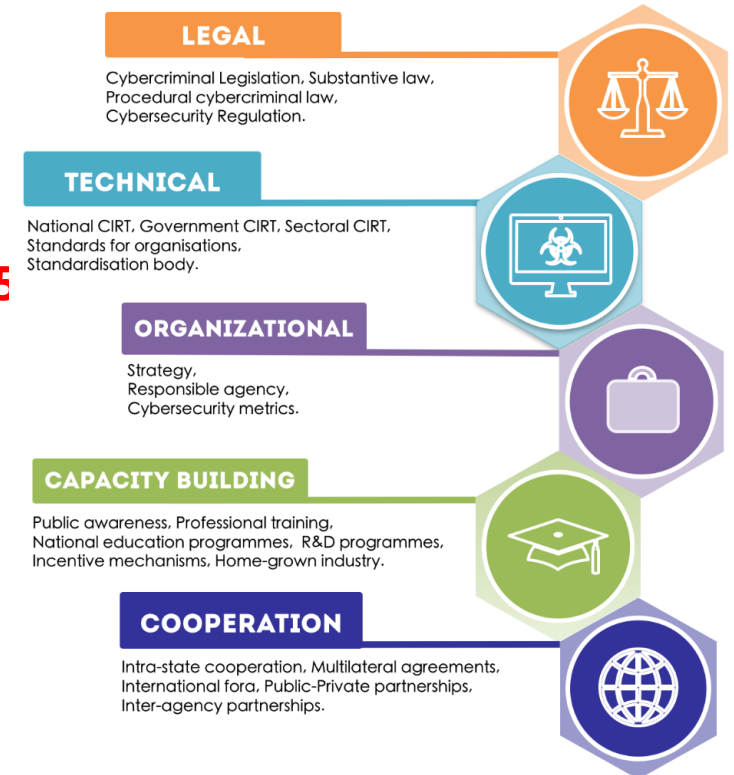 LEGAL
Cybercriminal Legislation, Substantive law,
Procedural cybercriminal law,
Cybersecurity Regulation.
TECHNICAL
National CIRT, Government CIRT, Sectoral CIRT,
Standards for organisations,
Standardisation body.
5
ORGANIZATIONAL
Strategy,
Responsible agency,
Cybersecurity metrics.
CAPACITY BUILDING
Public awareness, Professional training,
National education programmes, R&D programmes,
Incentive mechanisms, Home-grown industry.
COOPERATION
Intra-state cooperation, Multilateral agreements,
International fora, Public-Private partnerships,
Inter-agency partnerships.